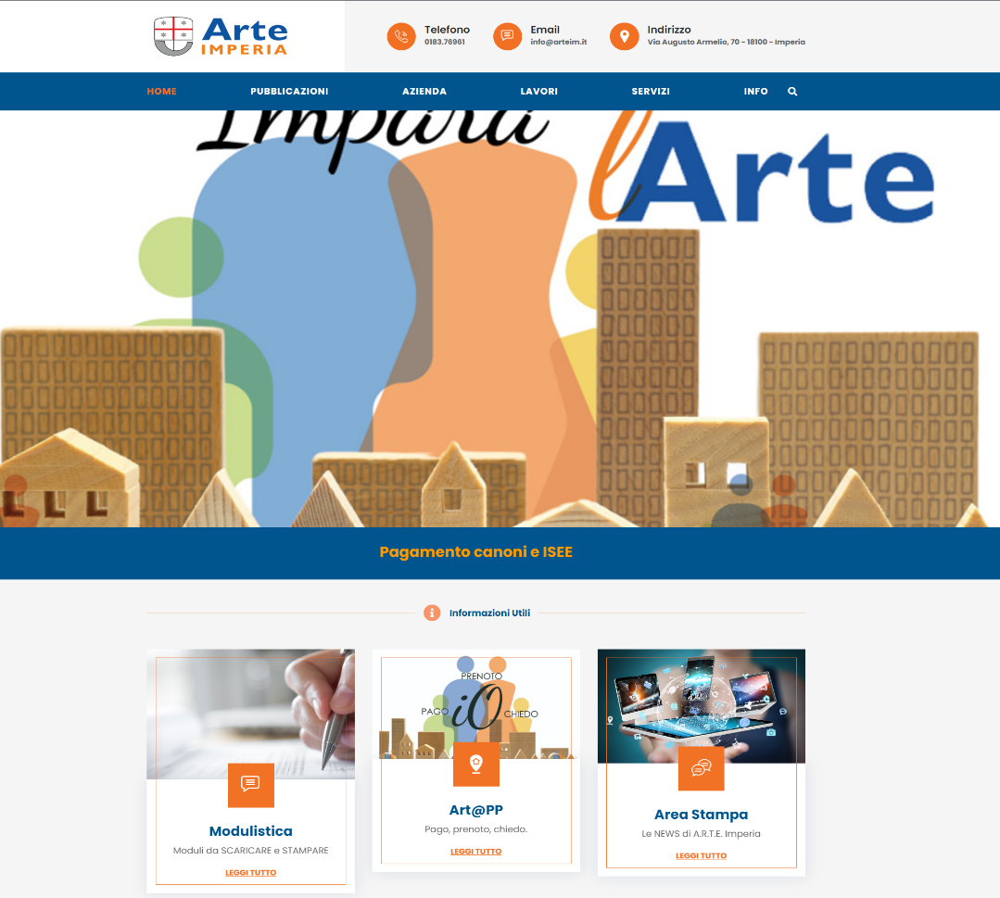 Arte
IMPERIA
Telefono
0183.76961
Email
info@arteim.it
Indirizzo
Via Augusto Armelio, 70 - 18100 - Imperia
HOME PUBBLICAZIONI AZIENDA LAVORI SERVIZI INFO
Impara
l'Arte
Pagamento canoni e ISEE
Informazioni Utili
Modulistica
Moduli da SCARICARE e STAMPARE
LEGGI TUTTO
PRENOTO
PAGO iO CHIEDO
Art@PP
Pago, prenoto, chiedo.
LEGGI TUTTO
Area Stampa
Le NEWS di A.R.T.E. Imperia
LEGGI TUTTO